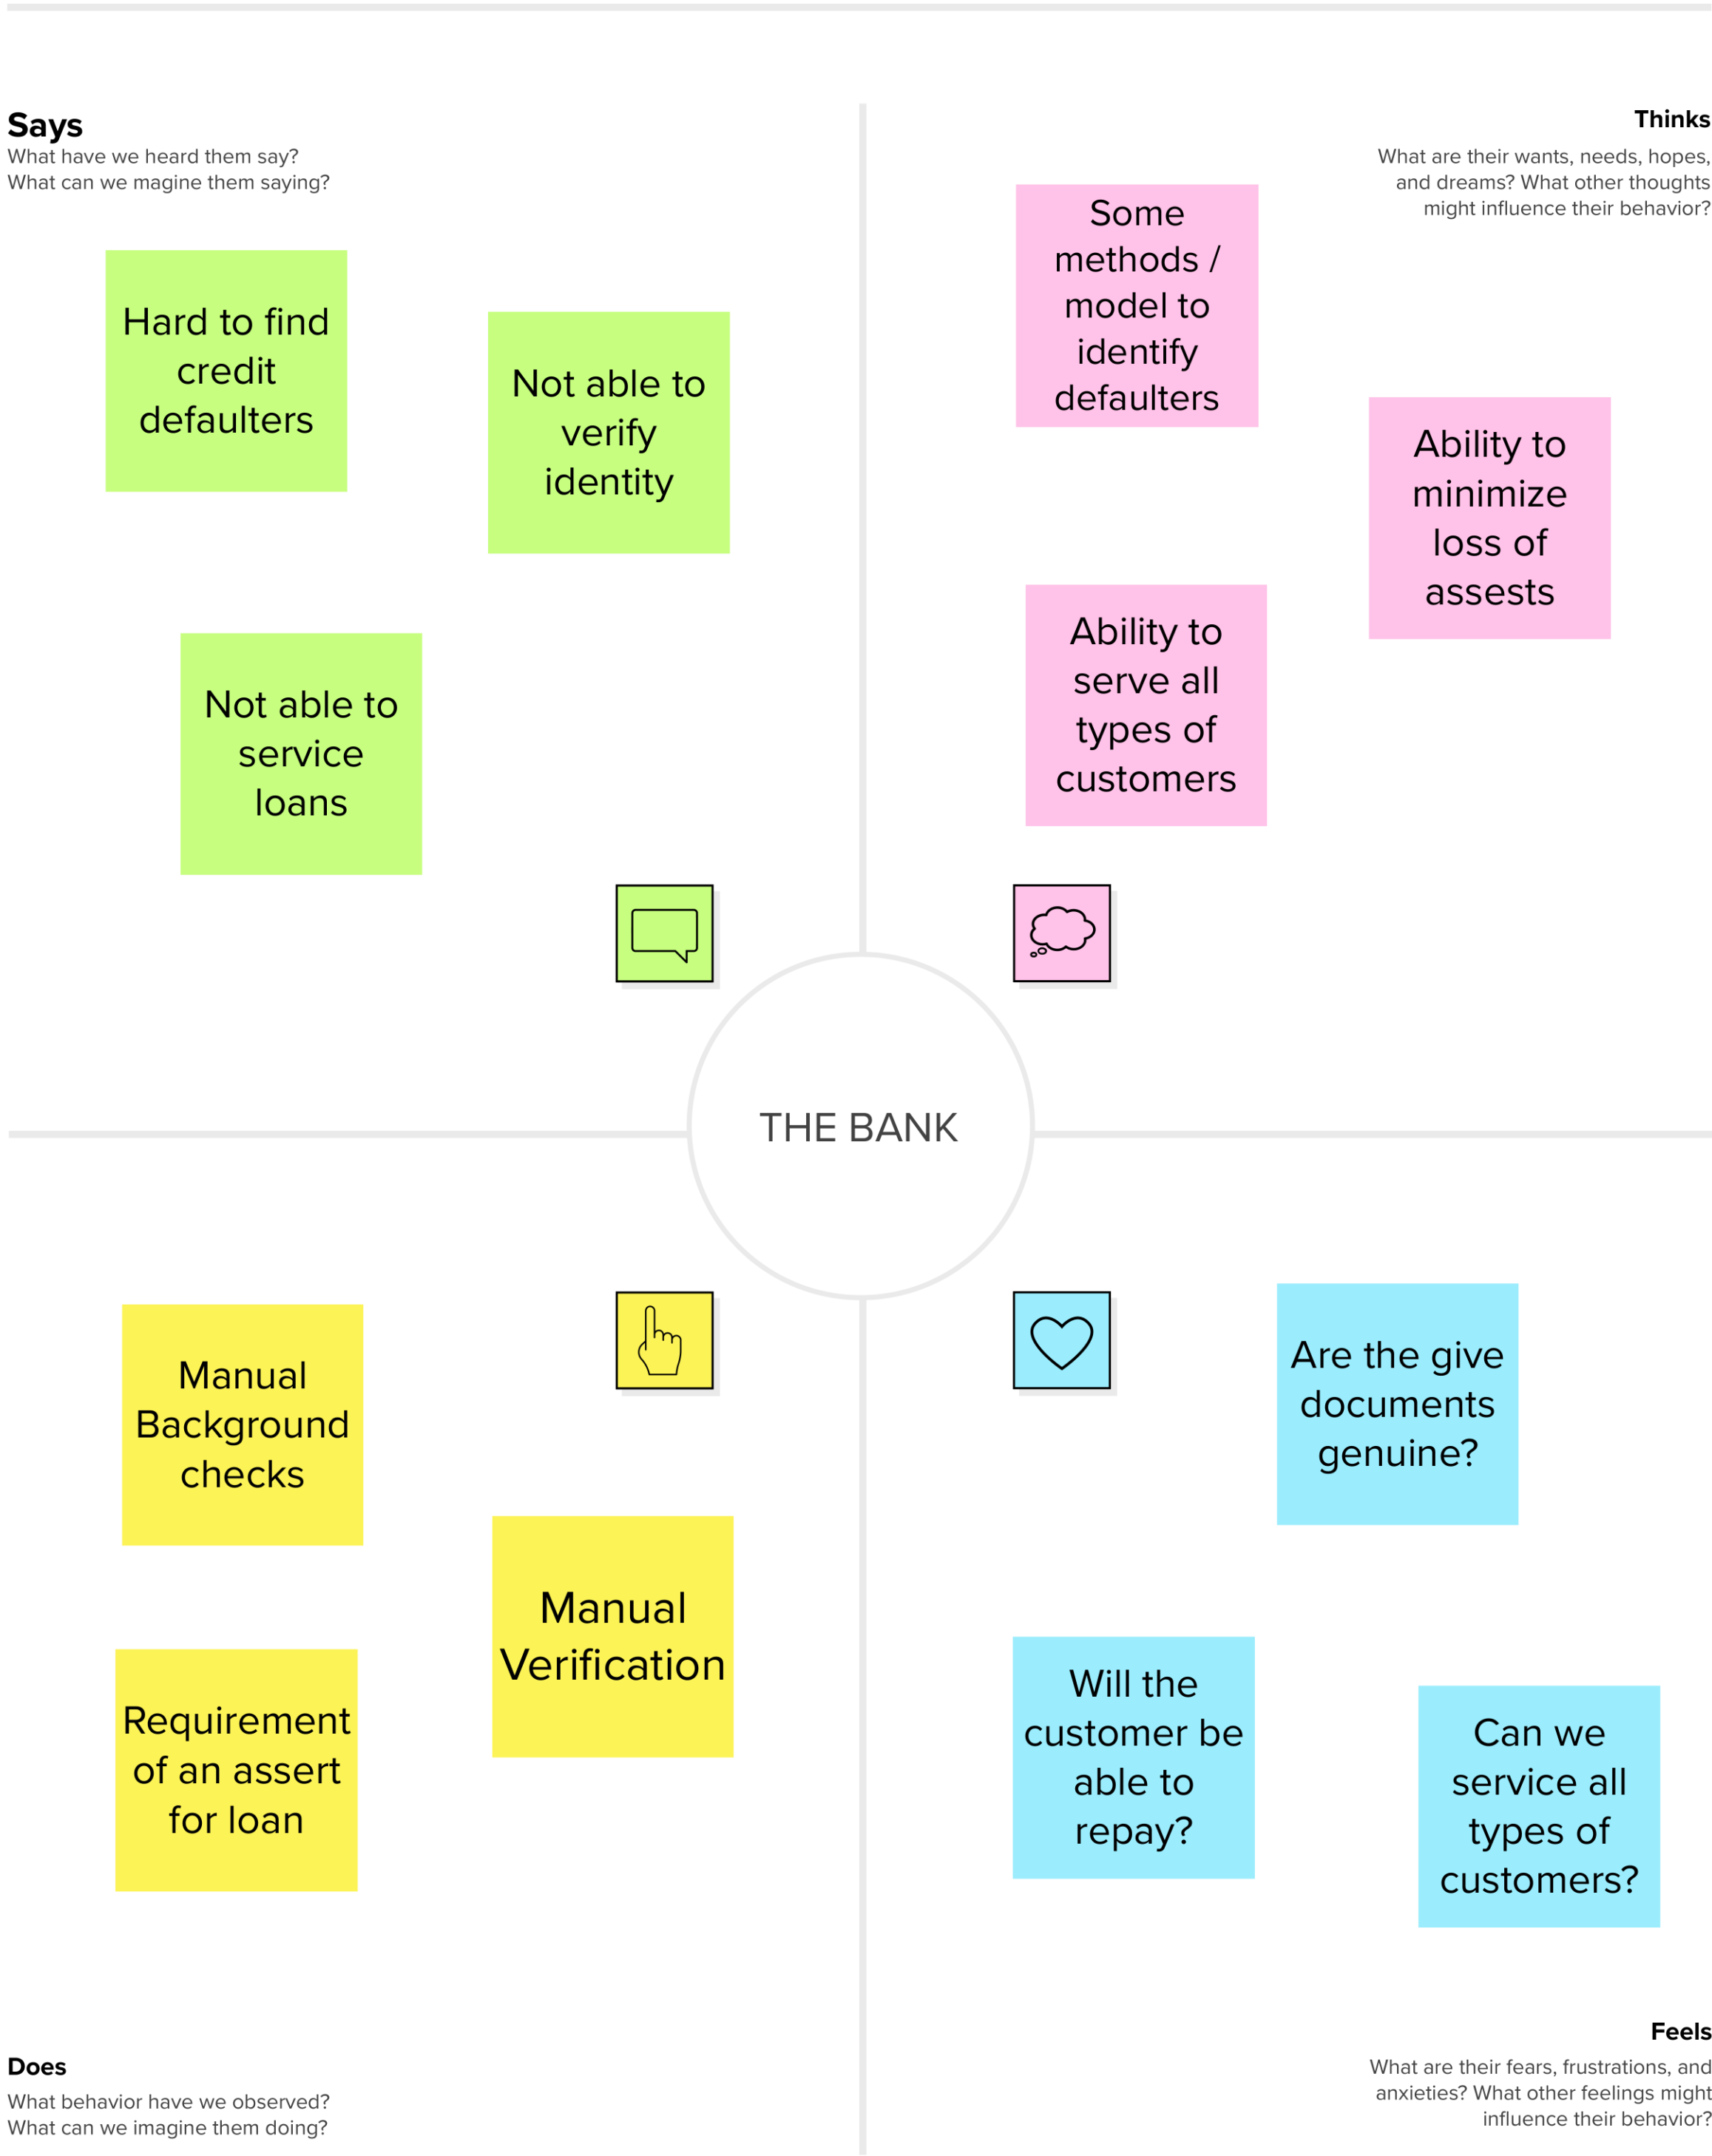 Says
What have we heard them say?
What can we magine them saying?
Hard to find
credit
defaulters
Not able to
verify
identity
Not able to
service
loans
Thinks
What are their wants, needs, hopes,
and dreams? What other thoughts
might influence their behavior?
Some
methods /
model to
identify
defaulters
Ability to
minimize
loss of
assests
Ability to
serve all
types of
customers
THE BANK
Manual
Background
checks
Manual
Verification
Requirement
of an assert
for loan
Does
What behavior have we observed?
What can we imagine them doing?
Are the give
documents
genuine?
Will the
customer be
able to
repay?
Can we
service all
types of
customers?
Feels
What are their fears, frustrations, and
anxieties? What other feelings might
influence their behavior?